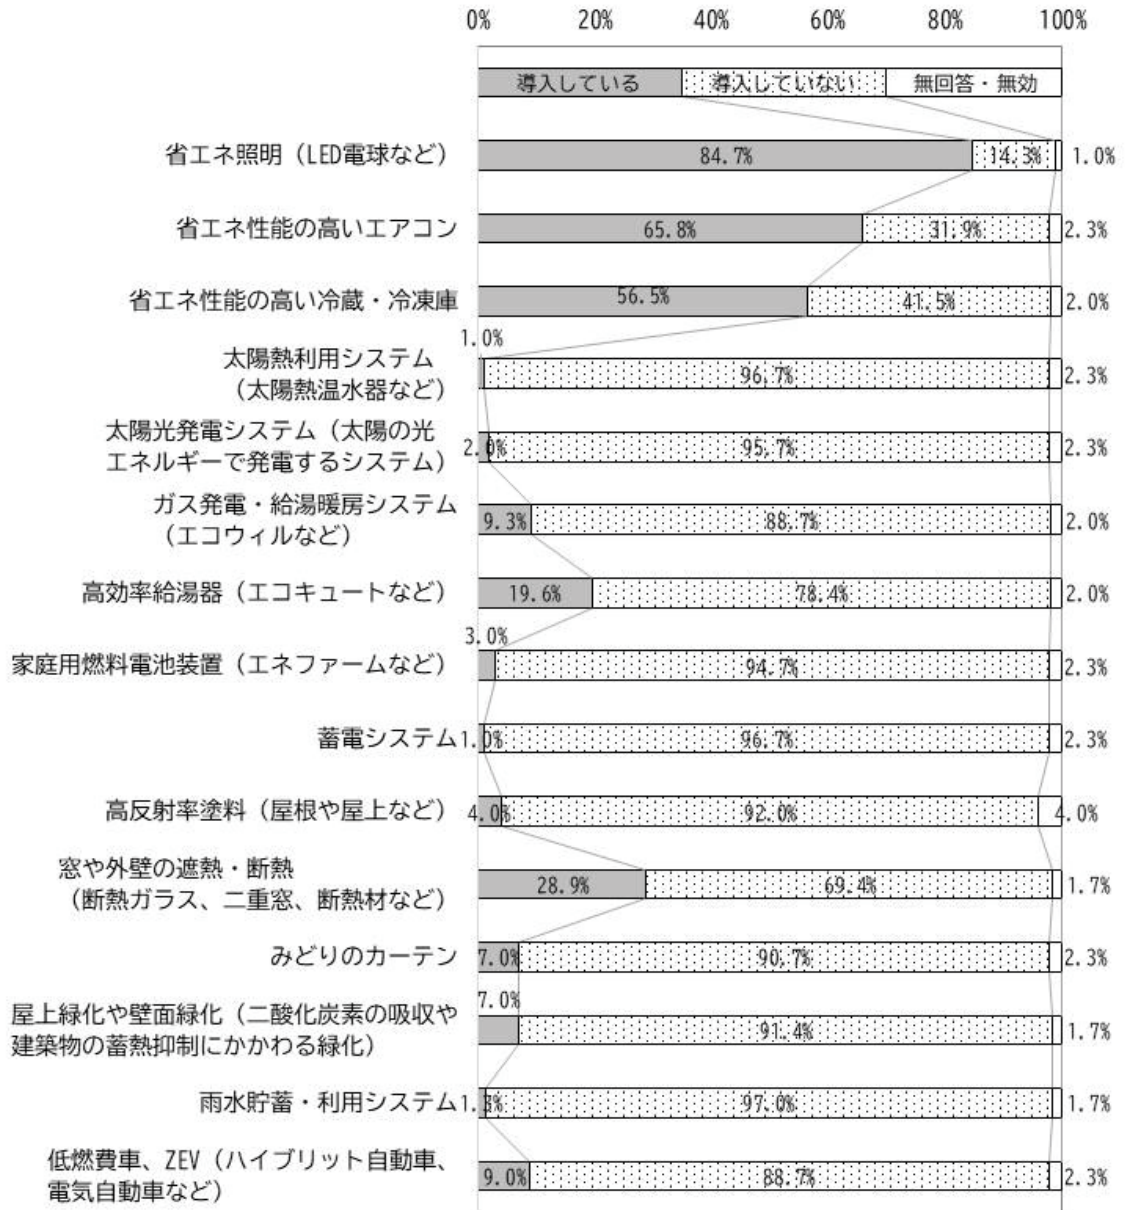 0% 20% 40% 60% 80% 100%
導入している 導入していない 無回答・無効
省エネ照明（LED電球など） 84.7% 14.3% 1.0%
省エネ性能の高いエアコン 65.8% 31.9% 2.3%
省エネ性能の高い冷蔵・冷凍庫 56.5% 41.5% 2.0%
1.0%
太陽熱利用システム
（太陽熱温水器など） 96.7% 2.3%
太陽光発電システム（太陽の光
エネルギーで発電するシステム） 2.0% 95.7% 2.3%
ガス発電・給湯暖房システム
（エコウィルなど） 9.3% 88.7% 2.0%
高効率給湯器（エコキュートなど） 19.6% 78.4% 2.0%
3.0%
家庭用燃料電池装置（エネファームなど） 94.7% 2.3%
蓄電システム 1.0% 96.7% 2.3%
高反射率塗料（屋根や屋上など） 4.0% 92.0% 4.0%
窓や外壁の遮熱・断熱
（断熱ガラス、二重窓、断熱材など） 28.9% 69.4% 1.7%
みどりのカーテン 7.0% 90.7% 2.3%
7.0%
屋上緑化や壁面緑化（二酸化炭素の吸収や
建築物の蓄熱抑制にかかわる緑化） 91.4% 1.7%
雨水貯蓄・利用システム 1.3% 97.0% 1.7%
低燃費車、ZEV（ハイブリット自動車、
電気自動車など） 9.0% 88.7% 2.3%